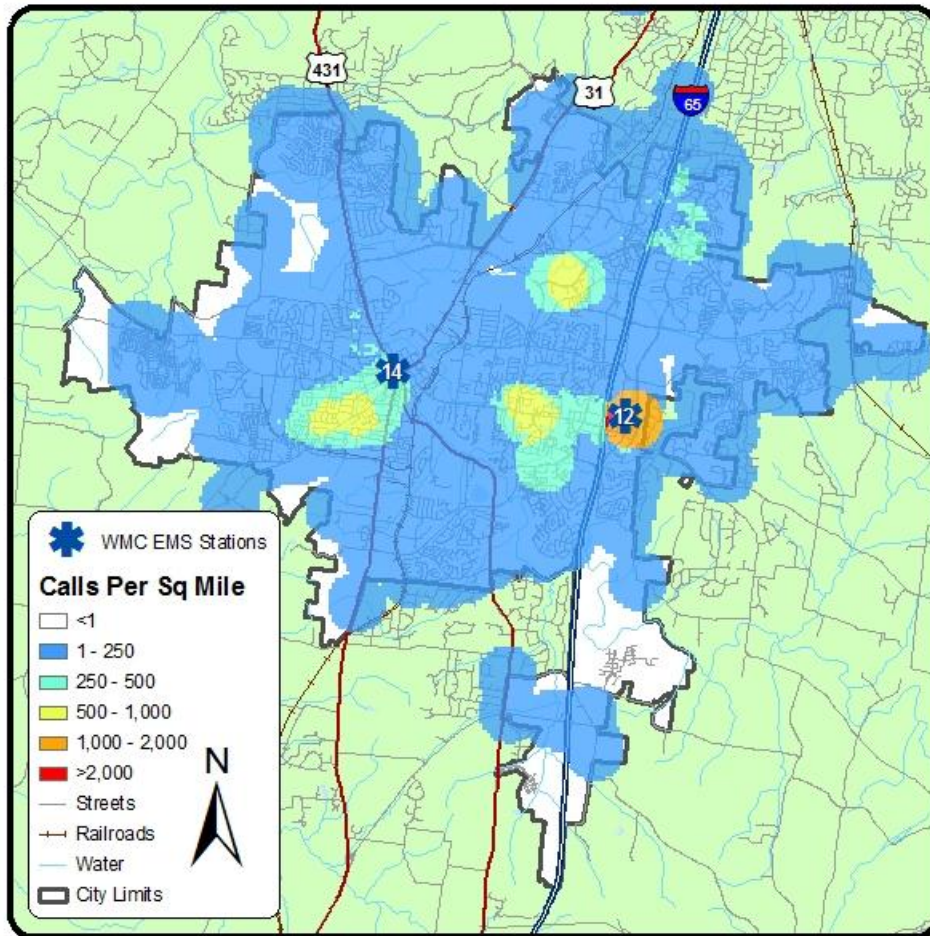 431
31
65
14
12
WMC EMS Stations
Calls Per Sq Mile
<1
1 - 250
250 - 500
500 - 1,000
1,000 - 2,000
>2,000
Streets
Railroads
Water
City Limits
N